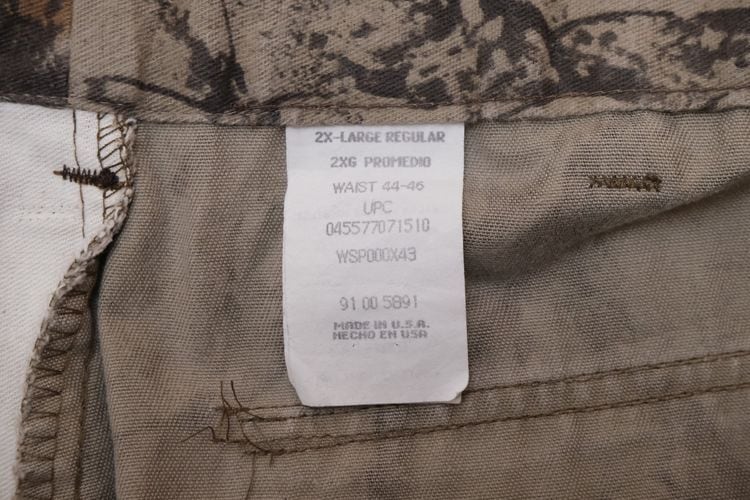 2X-LARGE REGULAR
2XG PROMEDIO
WAIST 44-46
UPC
045577071510
WSP000X43
91 00 5891
MADE IN U.S.A.
HECHO EN USA